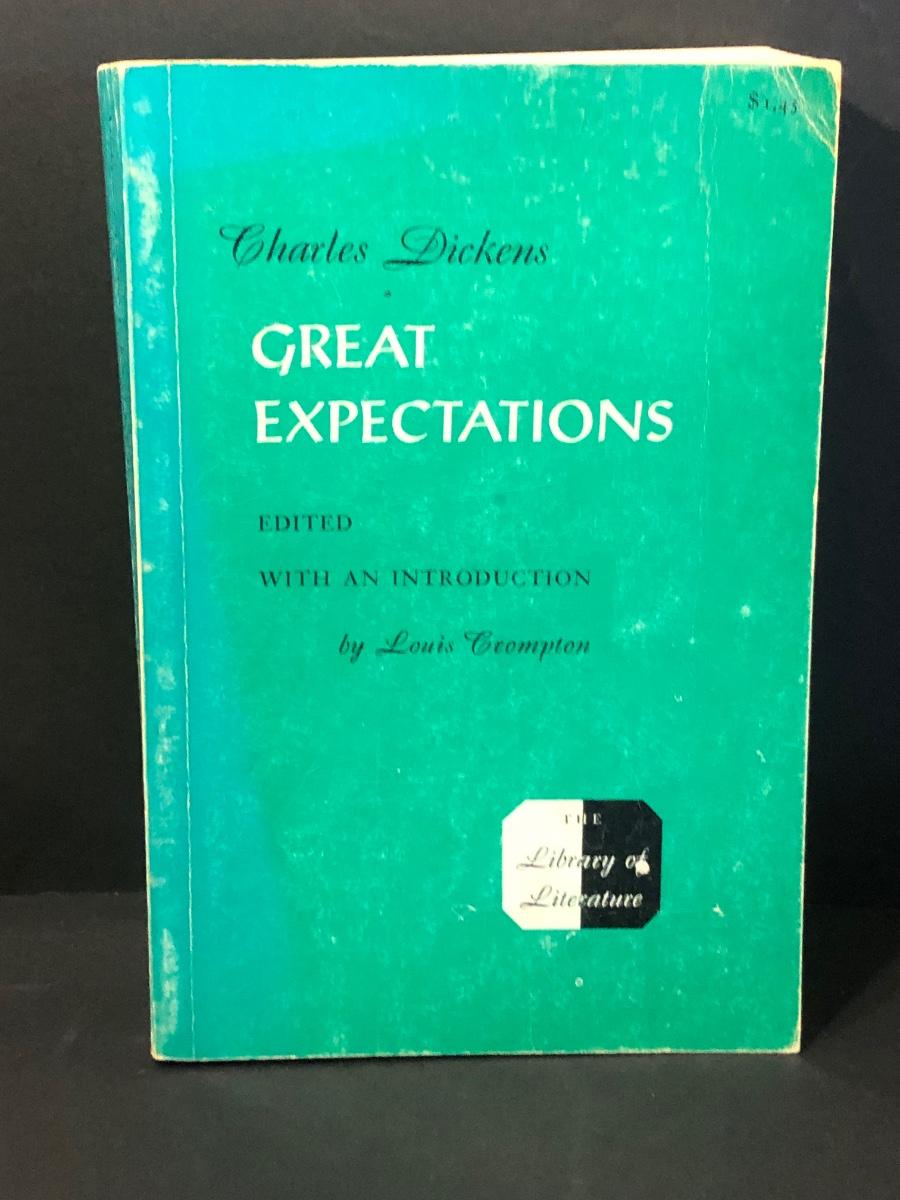 $1.45
Charles Dickens
GREAT
EXPECTATIONS
EDITED
WITH AN INTRODUCTION
by Louis Crompton
THE
Library of
Literature